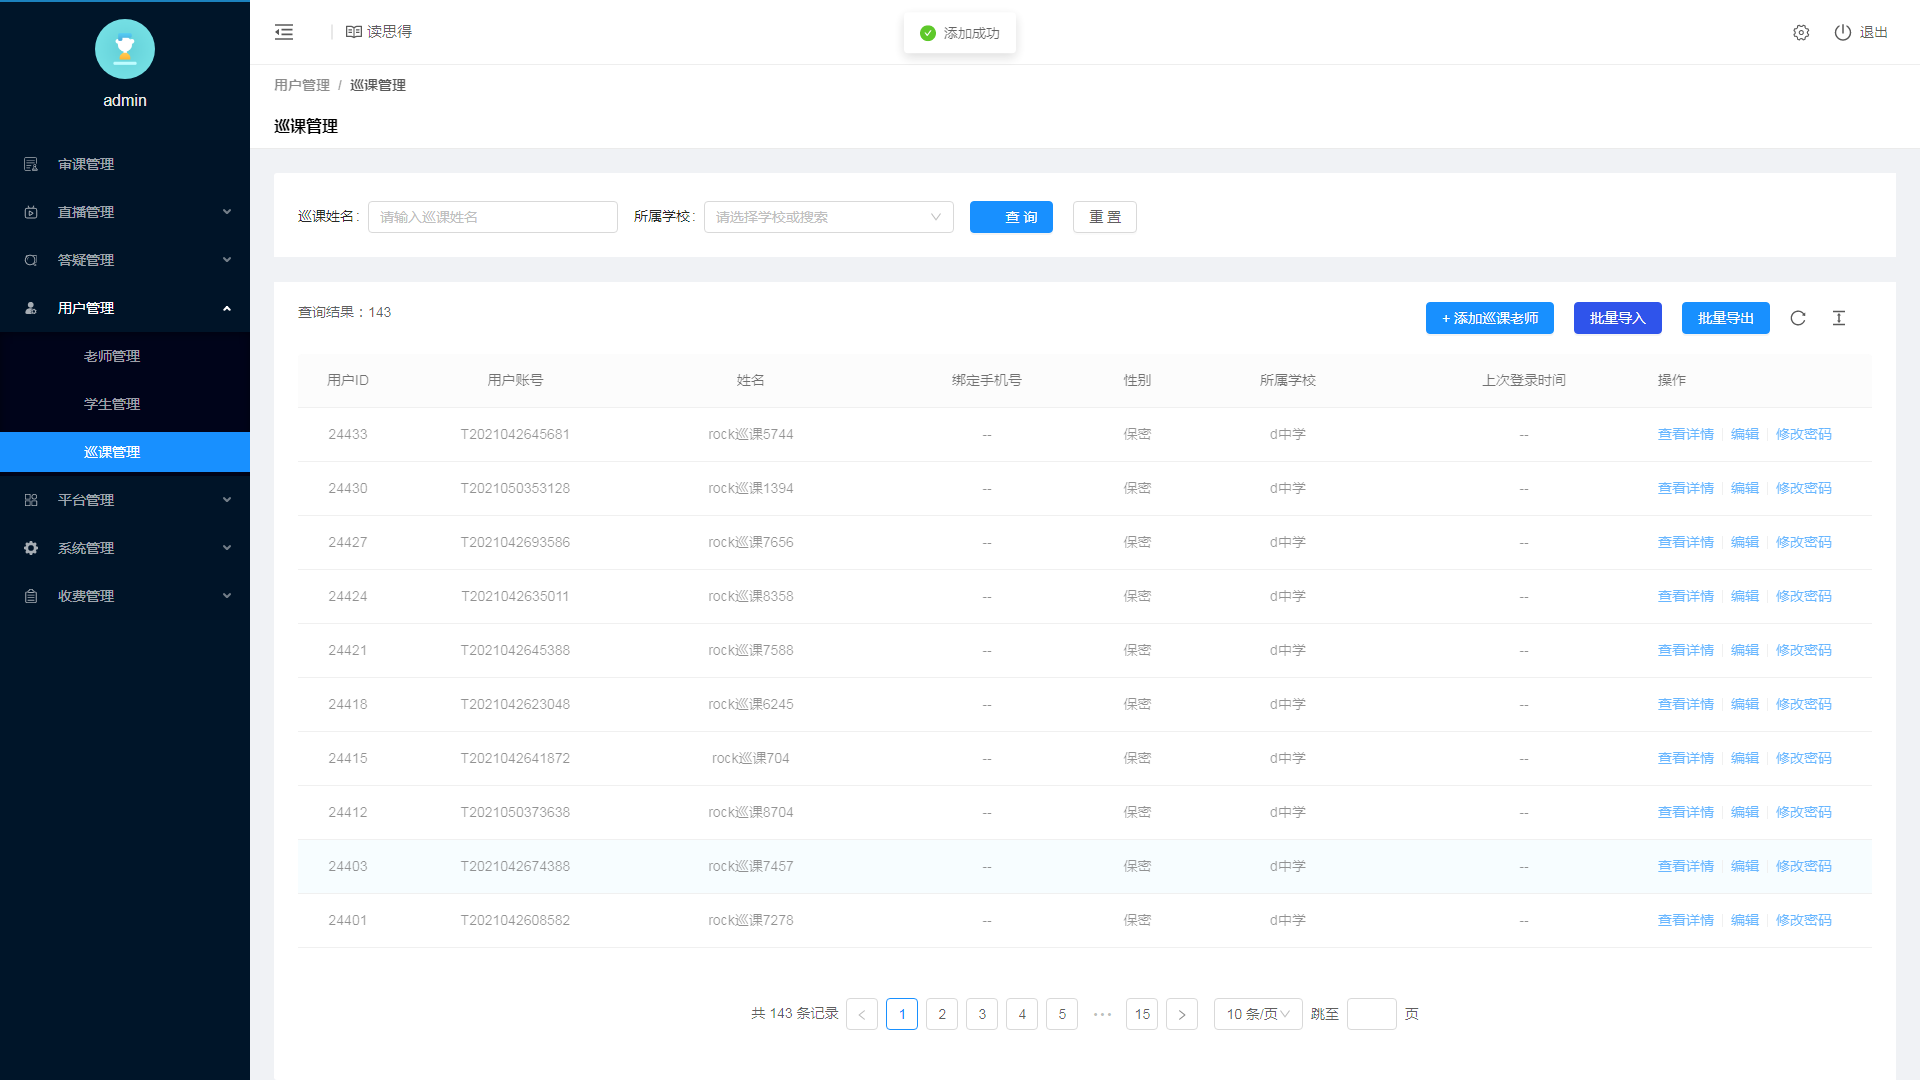 读思得
添加成功
退出
admin
审课管理
直播管理
答疑管理
用户管理
老师管理
学生管理
巡课管理
平台管理
系统管理
收费管理
用户管理 / 巡课管理
巡课管理
巡课姓名: 请输入巡课姓名 所属学校: 请选择学校或搜索 查 询 重 置
查询结果：143
+ 添加巡课老师 批量导入 批量导出
用户ID 用户账号 姓名 绑定手机号 性别 所属学校 上次登录时间 操作
24433 T2021042645681 rock巡课5744 -- 保密 d中学 -- 查看详情 编辑 修改密码
24430 T2021050353128 rock巡课1394 -- 保密 d中学 -- 查看详情 编辑 修改密码
24427 T2021042693586 rock巡课7656 -- 保密 d中学 -- 查看详情 编辑 修改密码
24424 T2021042635011 rock巡课8358 -- 保密 d中学 -- 查看详情 编辑 修改密码
24421 T2021042645388 rock巡课7588 -- 保密 d中学 -- 查看详情 编辑 修改密码
24418 T2021042623048 rock巡课6245 -- 保密 d中学 -- 查看详情 编辑 修改密码
24415 T2021042641872 rock巡课704 -- 保密 d中学 -- 查看详情 编辑 修改密码
24412 T2021050373638 rock巡课8704 -- 保密 d中学 -- 查看详情 编辑 修改密码
24403 T2021042674388 rock巡课7457 -- 保密 d中学 -- 查看详情 编辑 修改密码
24401 T2021042608582 rock巡课7278 -- 保密 d中学 -- 查看详情 编辑 修改密码
共 143 条记录 < 1 2 3 4 5 ••• 15 > 10 条/页 跳至 页